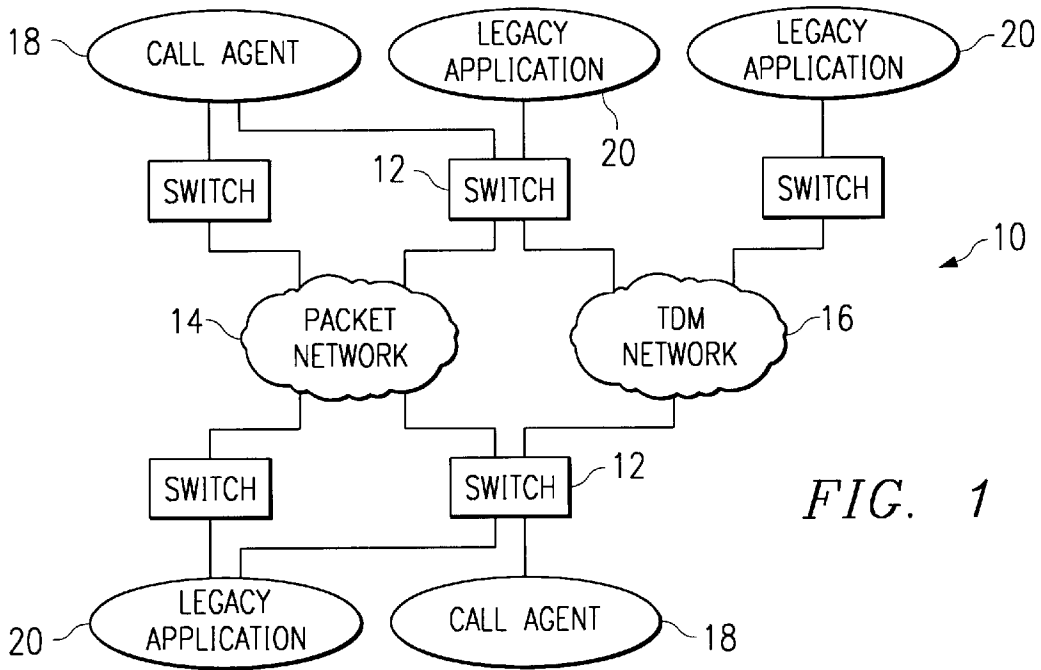 18
CALL AGENT
LEGACY
APPLICATION
20
LEGACY
APPLICATION
20
SWITCH
12
SWITCH
SWITCH
10
14
PACKET
NETWORK
TDM
NETWORK
16
SWITCH
SWITCH
12
FIG. 1
20
LEGACY
APPLICATION
CALL AGENT
18